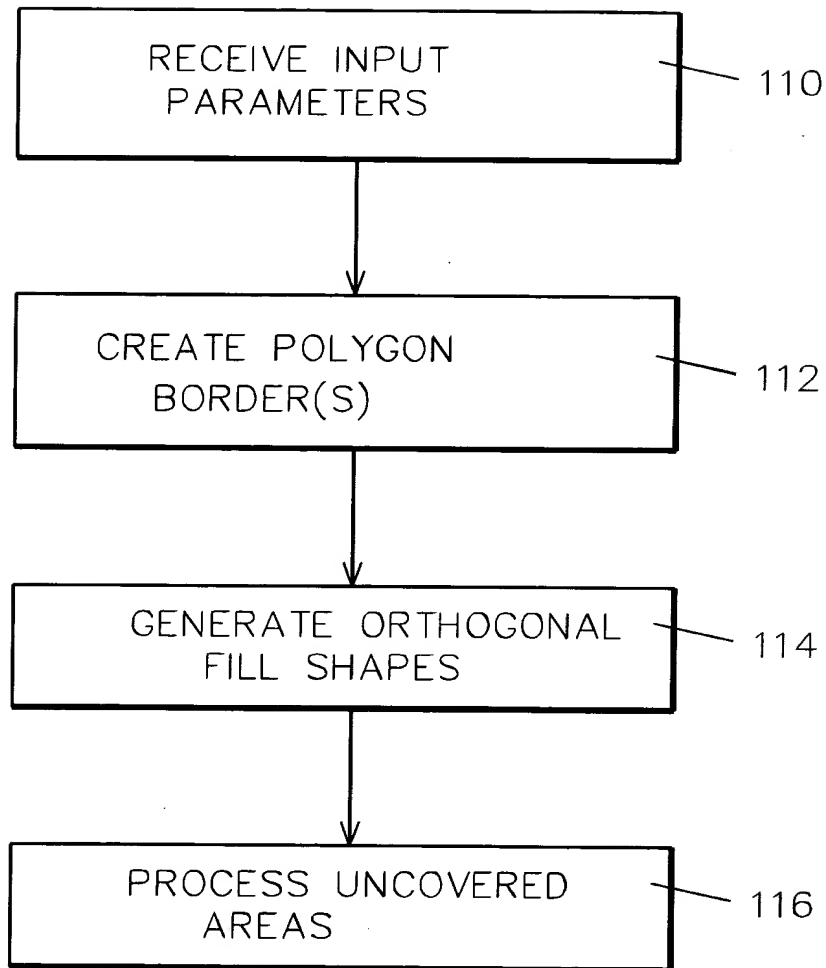 RECEIVE INPUT
PARAMETERS
110
CREATE POLYGON
BORDER(S)
112
GENERATE ORTHOGONAL
FILL SHAPES
114
PROCESS UNCOVERED
AREAS
116